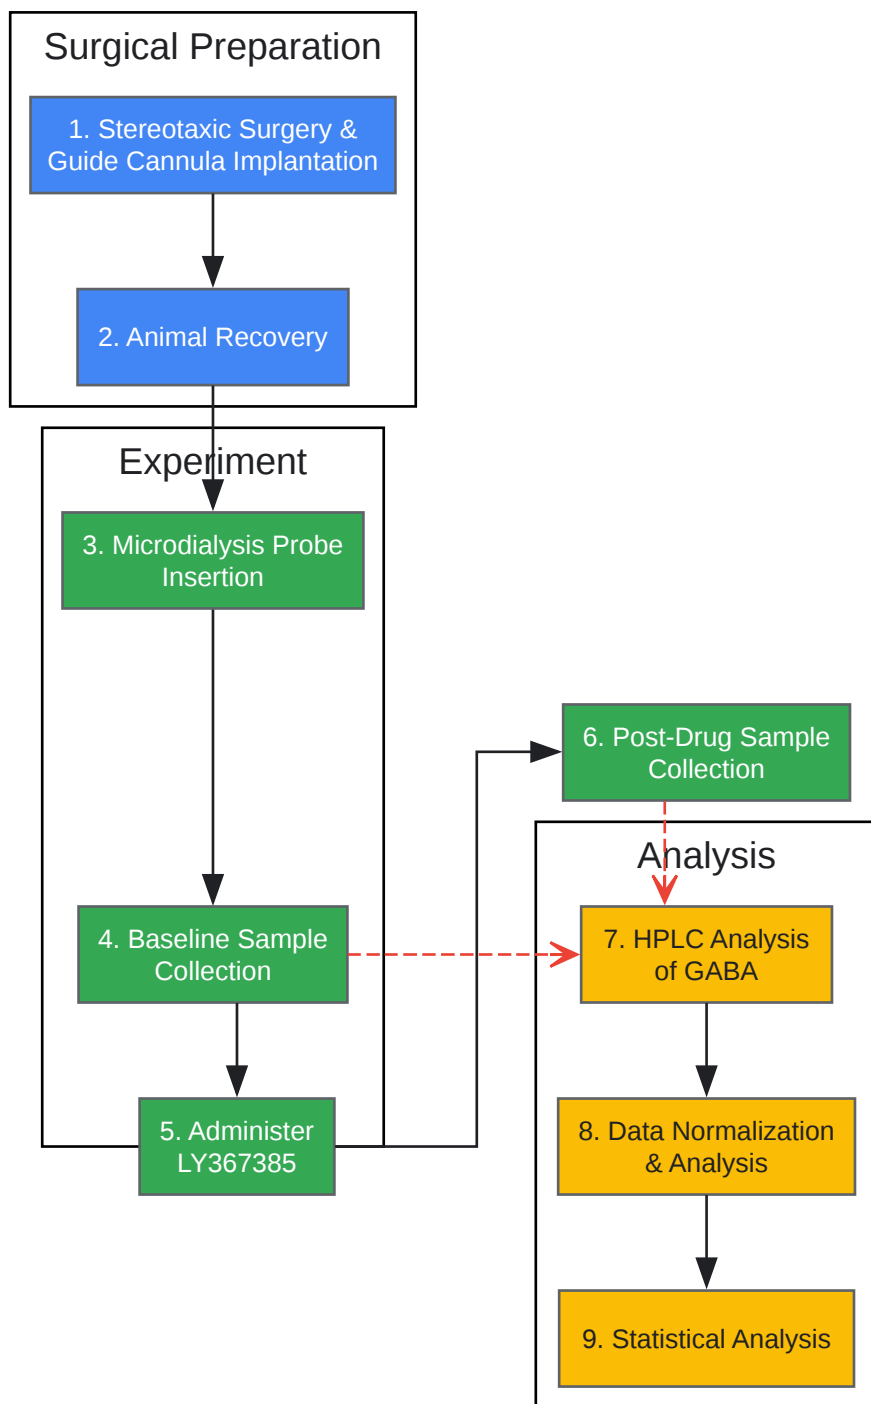 Surgical Preparation
1. Stereotaxic Surgery &
Guide Cannula Implantation
2. Animal Recovery
Experiment
3. Microdialysis Probe
Insertion
6. Post-Drug Sample
Collection
Analysis
4. Baseline Sample
Collection
7. HPLC Analysis
of GABA
5. Administer
LY367385
8. Data Normalization
& Analysis
9. Statistical Analysis